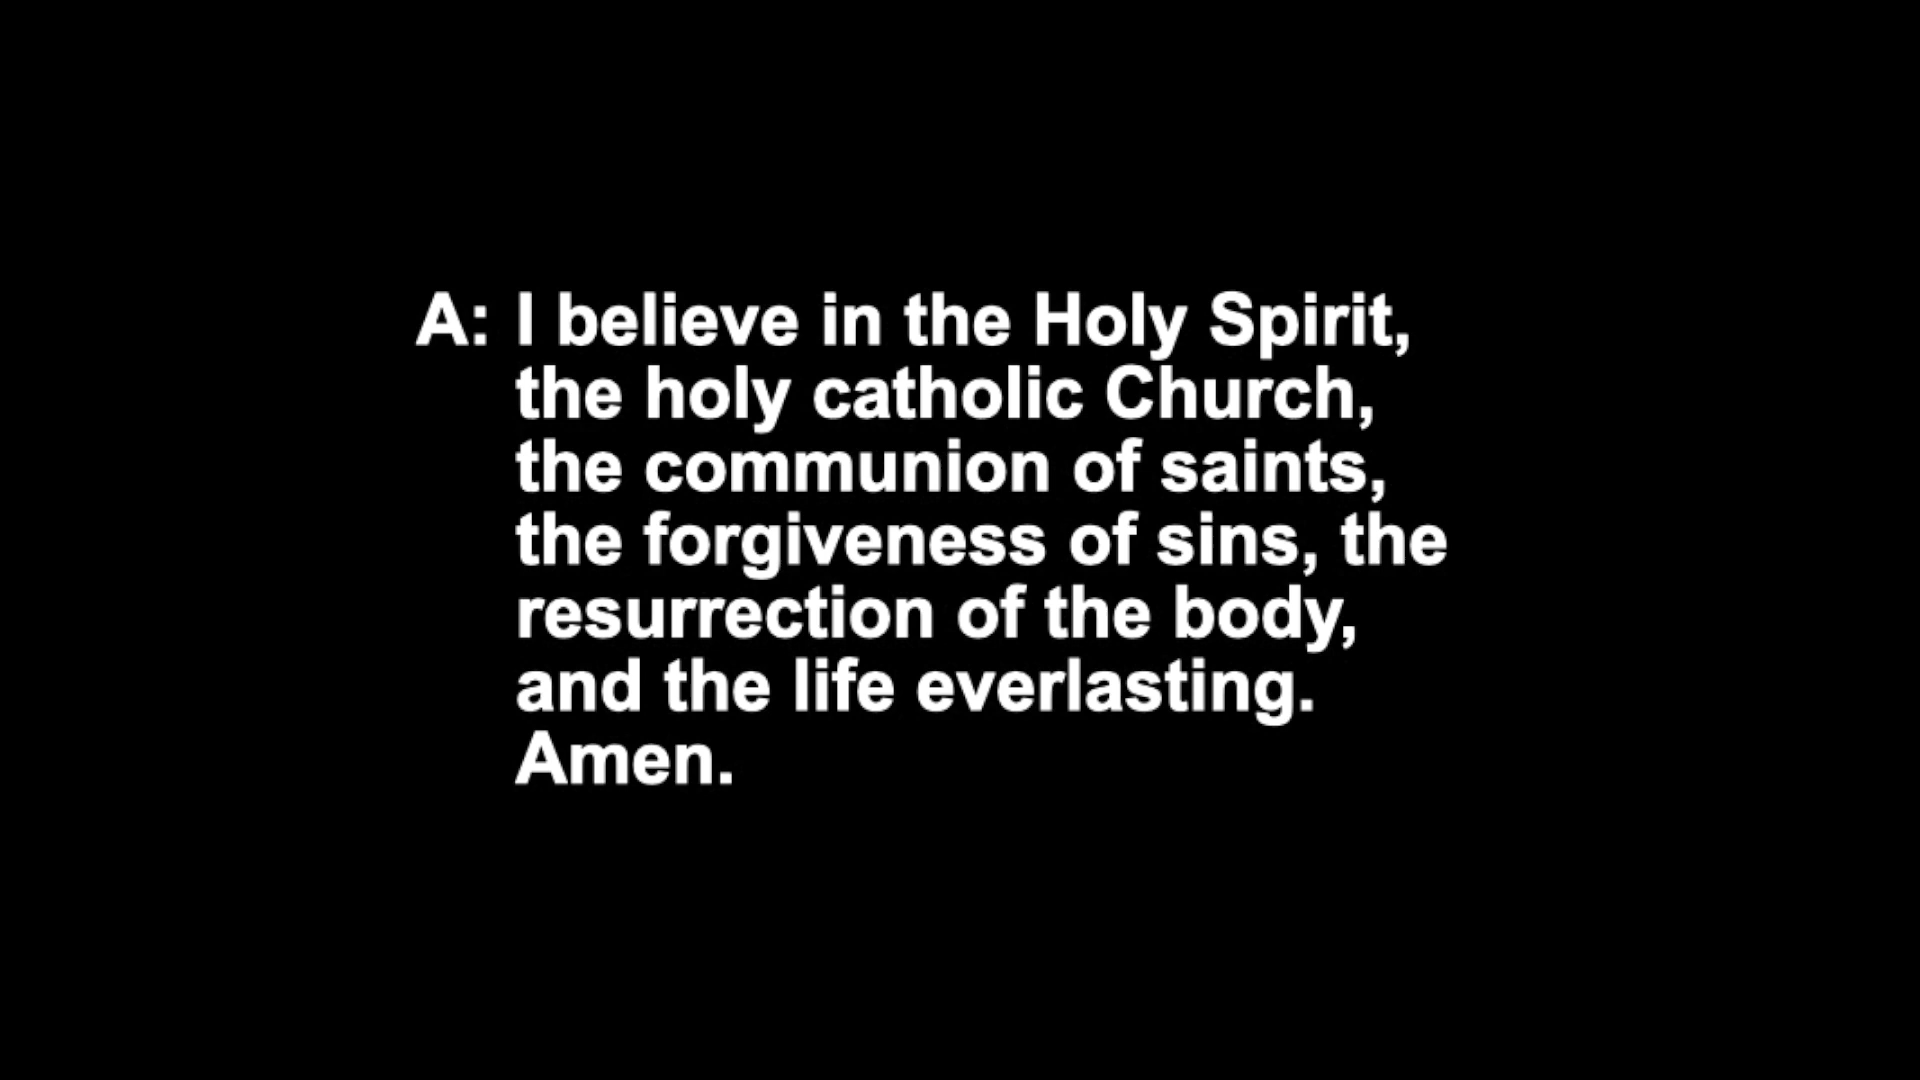 A: I believe in the Holy Spirit,
the holy catholic Church,
the communion of saints,
the forgiveness of sins, the
resurrection of the body,
and the life everlasting.
Amen.